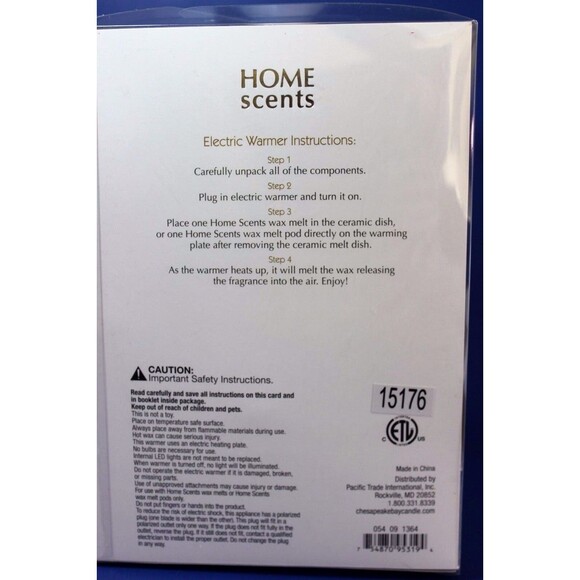 HOME
scents
Electric Warmer Instructions:
Step 1
Carefully unpack all of the components.
Step 2
Plug in electric warmer and turn it on.
Step 3
Place one Home Scents wax melt in the ceramic dish,
or one Home Scents wax melt pod directly on the warming
plate after removing the ceramic melt dish.
Step 4
As the warmer heats up, it will melt the wax releasing
the fragrance into the air. Enjoy!
CAUTION:
Important Safety Instructions.
Read carefully and save all instructions on this card and
in booklet inside package.
Keep out of reach of children and pets.
This is not a toy.
Place on temperature safe surface.
Always place away from flammable materials during use.
Hot wax can cause serious injury.
This warmer uses an electric heating plate.
No bulbs are necessary for use.
Internal LED lights are not meant to be replaced.
When warmer is turned off, no light will be illuminated.
Do not operate the electric warmer if it is damaged, broken,
or missing parts.
Use of unapproved attachments may cause injury or damage.
For use with Home Scents wax melts or Home Scents
wax melt pods only.
Do not put fingers or hands into the product.
To reduce the risk of electric shock, this appliance has a polarized
plug (one blade is wider than the other). This plug will fit in a
polarized outlet only one way. If the plug does not fit fully in the
outlet, reverse the plug. If it still does not fit, contact a qualified
electrician to install the proper outlet. Do not change the plug
in any way.
15176
C ETL US
Made in China
Distributed by
Pacific Trade International, Inc.
Rockville, MD 20852
1.800.331.8339
chesapeakebaycandle.com
054 09 1364
7 54870 95319 4